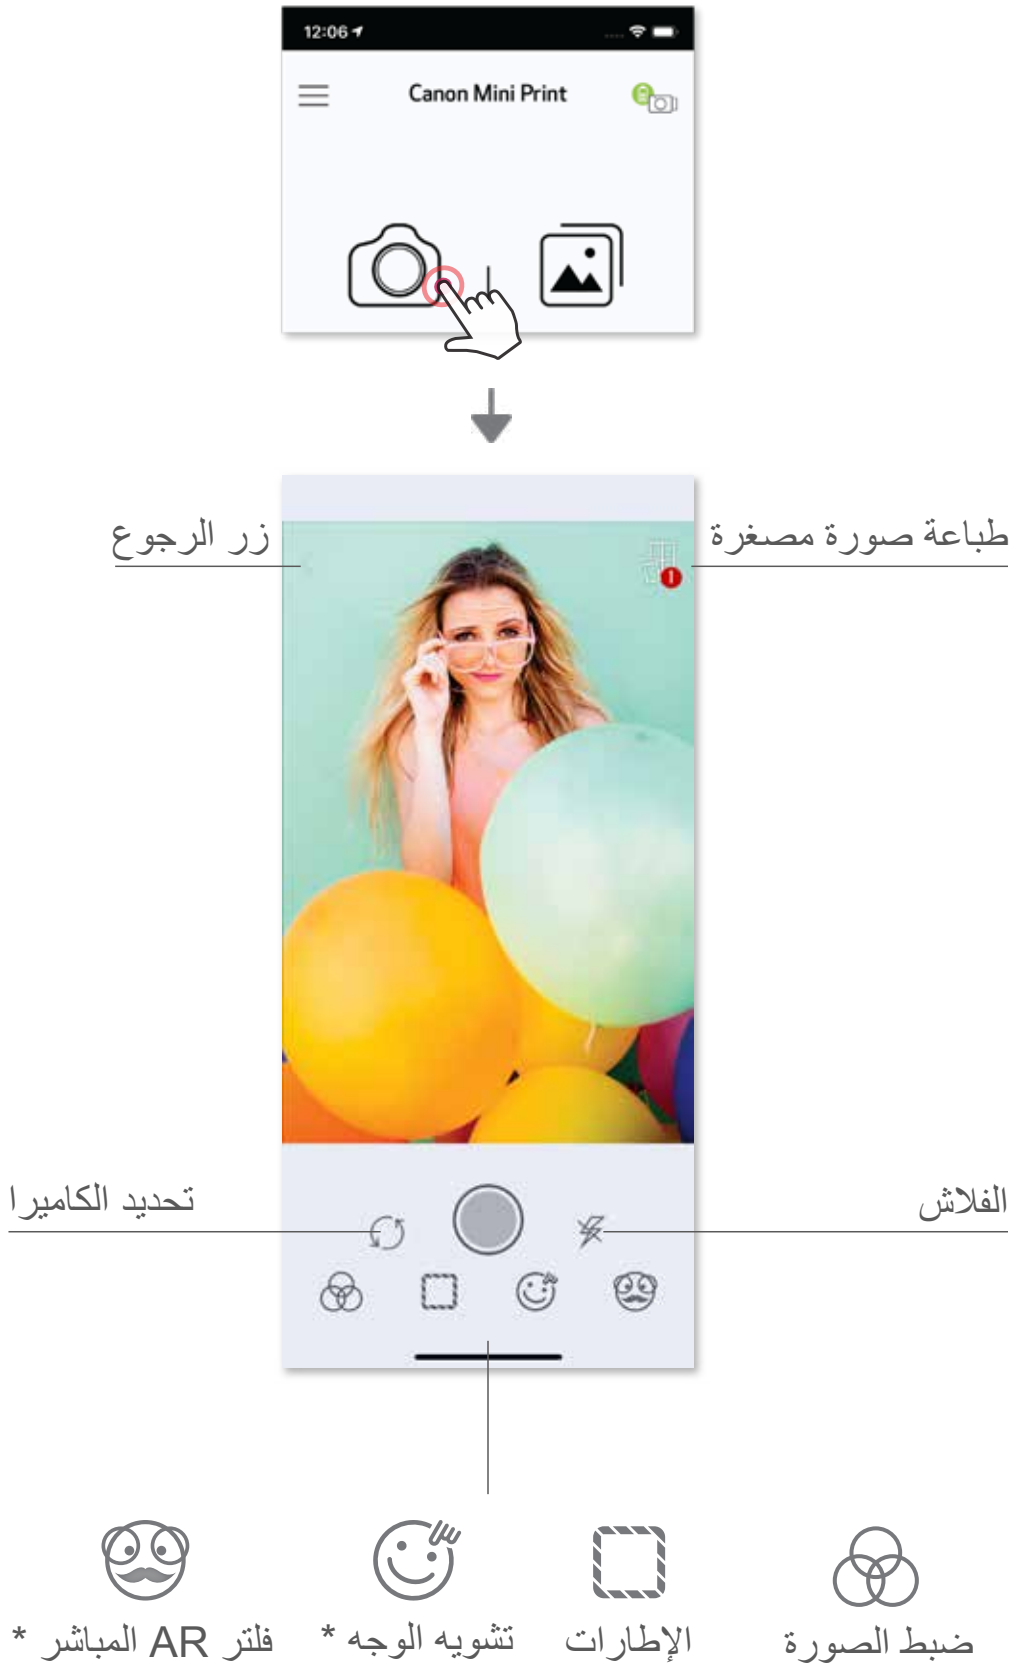 12:06
Canon Mini Print
طباعة صورة مصغرة
زر الرجوع
1
الفلاش
تحديد الكاميرا
ضبط الصورة
الإطارات
تشويه الوجه *
فلتر AR المباشر *